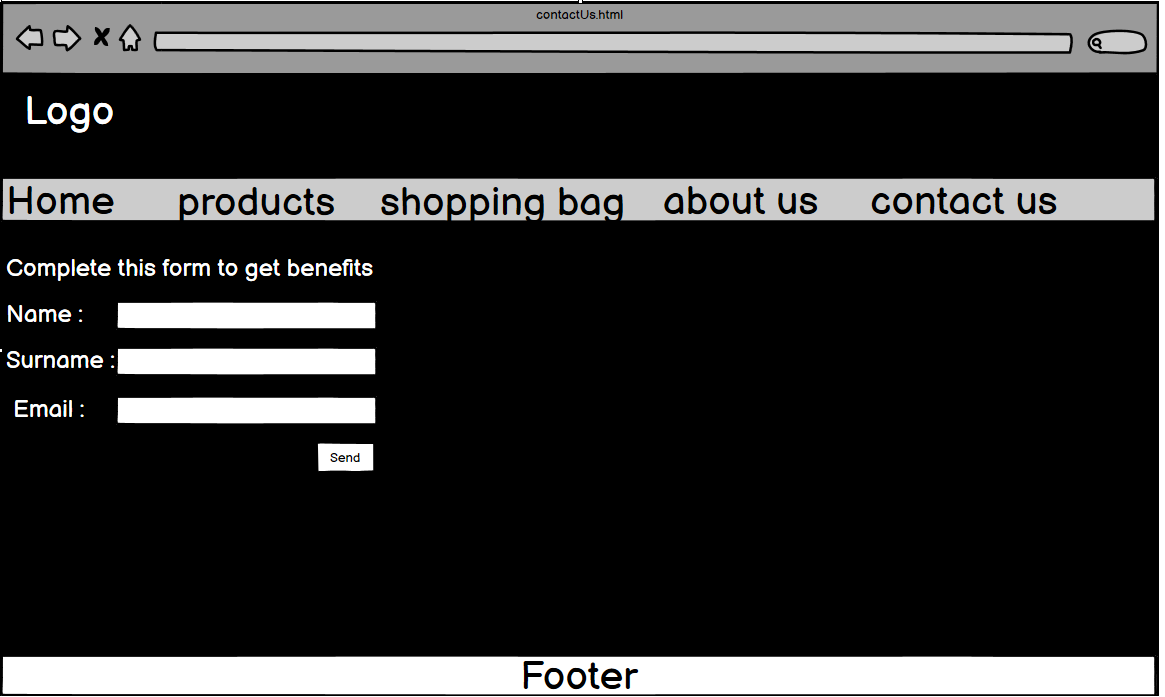 contactUs.html
Logo
Home products shopping bag about us contact us
Complete this form to get benefits
Name :
Surname :
Email :
Send
Footer